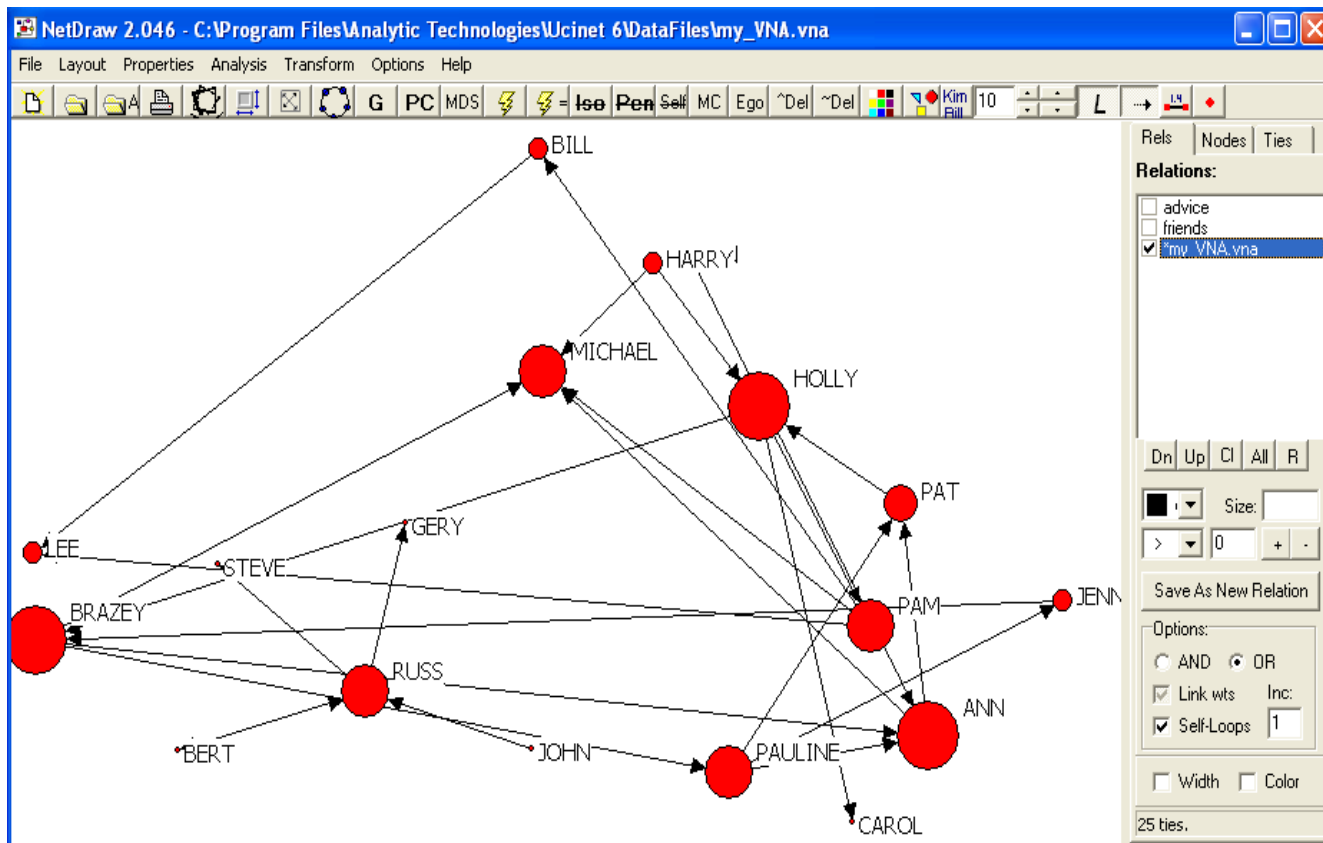 NetDraw 2.046 - C:\Program Files\Analytic Technologies\Ucinet 6\DataFiles\my_VNA.vna
File Layout Properties Analysis Transform Options Help
A G PC MDS = Iso Pen Self MC Ego ^Del ~Del Kim Bill 10 L 1.4
BILL
HARRY
MICHAEL
HOLLY
PAT
GERY
LEE
STEVE
BRAZEY
PAM
JENN
RUSS
ANN
BERT
JOHN
PAULINE
CAROL
Rels Nodes Ties
Relations:
advice
friends
*my_VNA.vna
Dn Up Cl All R
Size:
> 0 + -
Save As New Relation
Options:
AND OR
Link wts Inc:
Self-Loops 1
Width Color
25 ties.